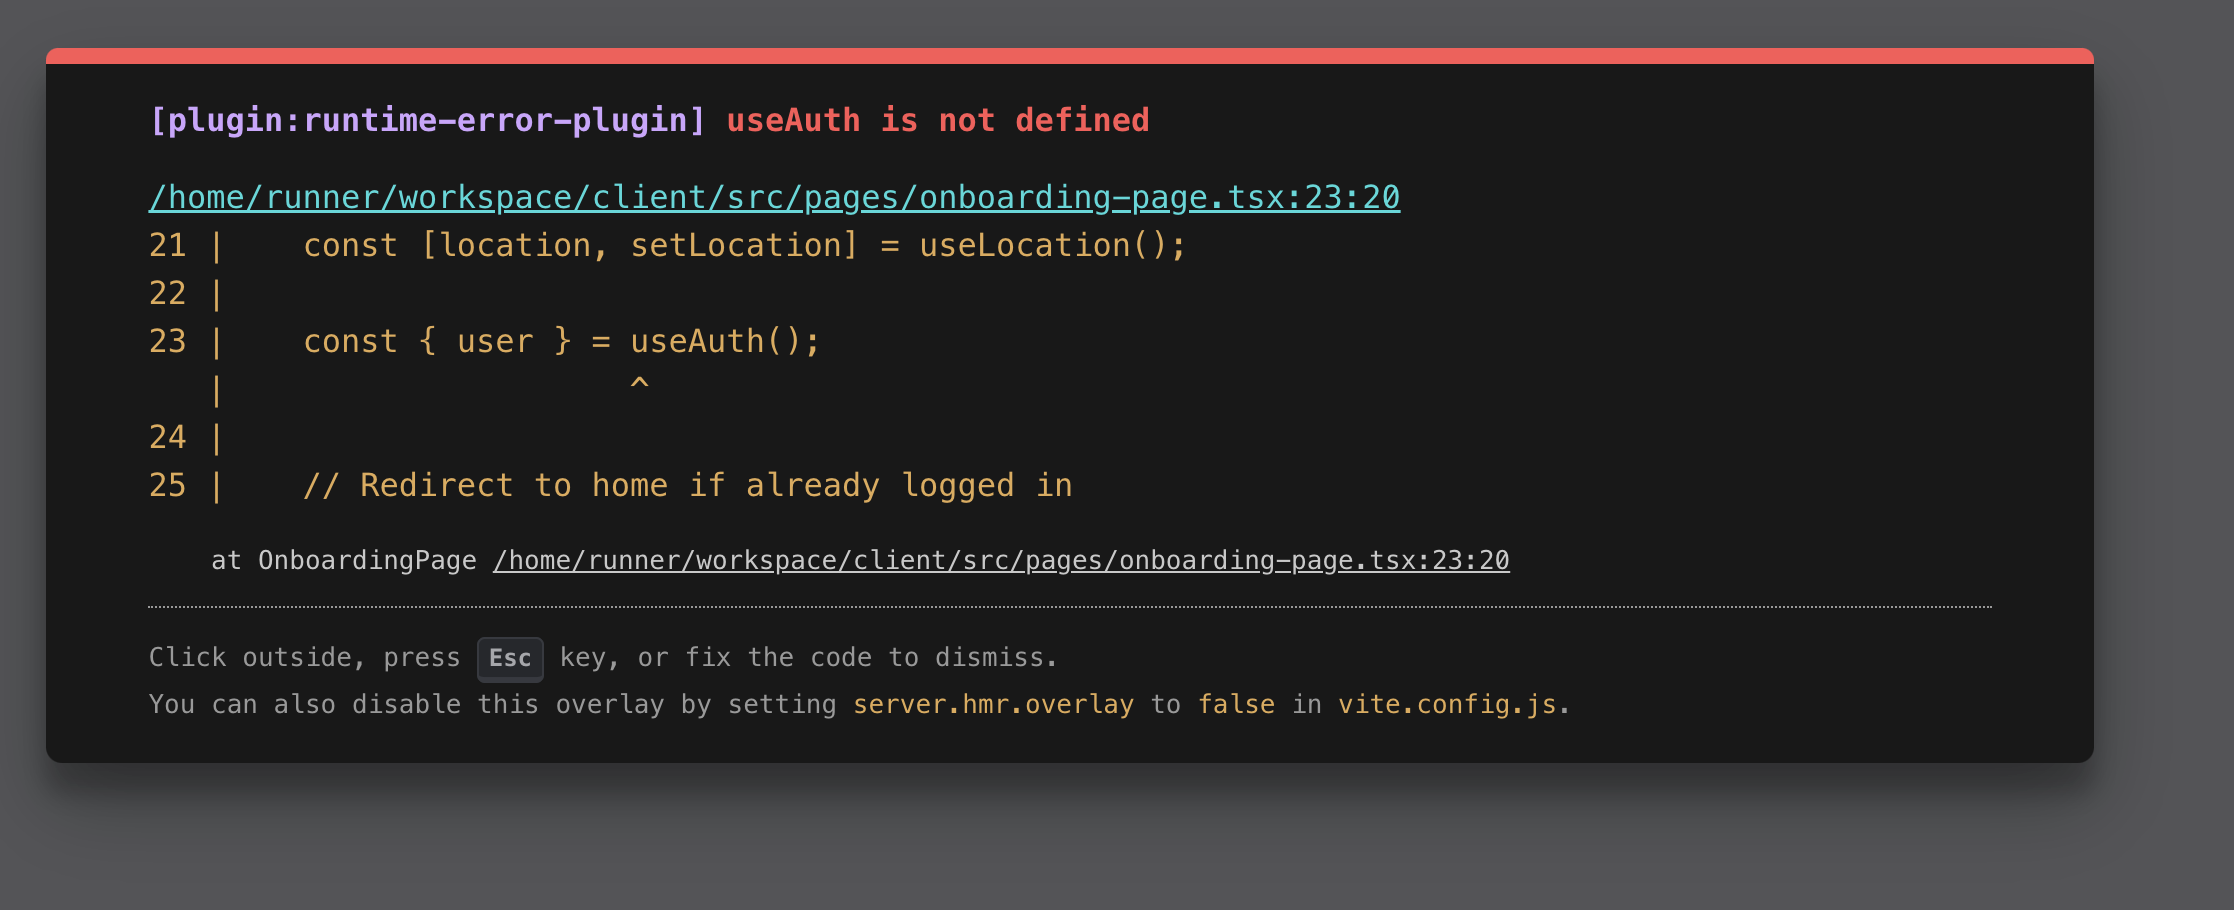 [plugin:runtime-error-plugin] useAuth is not defined
/home/runner/workspace/client/src/pages/onboarding-page.tsx:23:20
21 |    const [location, setLocation] = useLocation();
22 |
23 |    const { user } = useAuth();
   |                     ^
24 |
25 |    // Redirect to home if already logged in
    at OnboardingPage /home/runner/workspace/client/src/pages/onboarding-page.tsx:23:20
Click outside, press Esc key, or fix the code to dismiss.
You can also disable this overlay by setting server.hmr.overlay to false in vite.config.js.